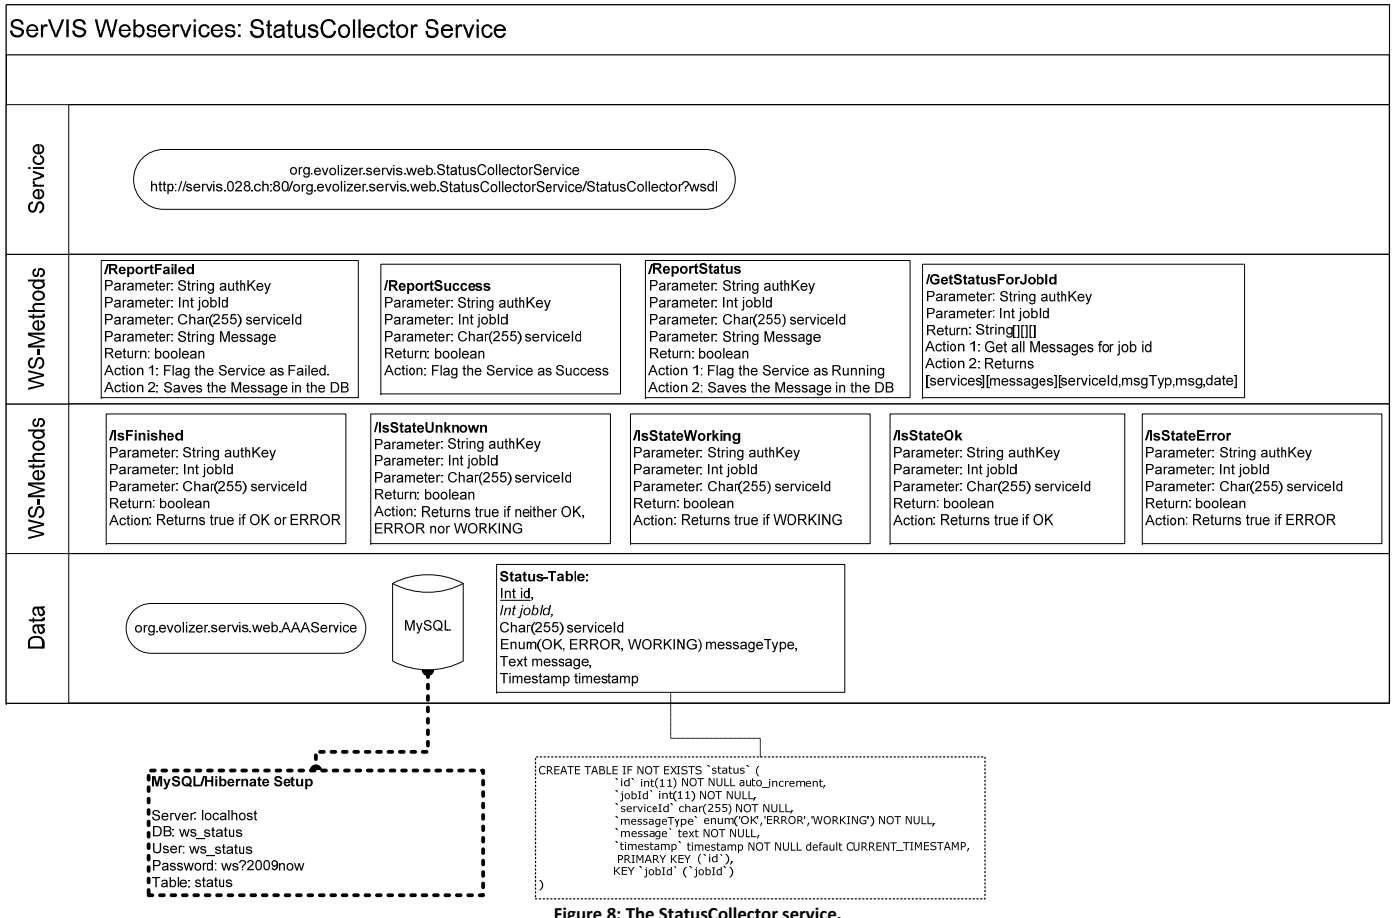 SerVIS Webservices: StatusCollector Service
Service
org.evolizer.servis.web.StatusCollectorService
http://servis.028.ch:80/org.evolizer.servis.web.StatusCollectorService/StatusCollector?wsdl
WS-Methods
/ReportFailed
Parameter: String authKey
Parameter: Int jobId
Parameter: Char(255) serviceId
Parameter: String Message
Return: boolean
Action 1: Flag the Service as Failed.
Action 2: Saves the Message in the DB
/ReportSuccess
Parameter: String authKey
Parameter: Int jobId
Parameter: Char(255) serviceId
Return: boolean
Action: Flag the Service as Success
/ReportStatus
Parameter: String authKey
Parameter: Int jobId
Parameter: Char(255) serviceId
Parameter: String Message
Return: boolean
Action 1: Flag the Service as Running
Action 2: Saves the Message in the DB
/GetStatusForJobId
Parameter: String authKey
Parameter: Int jobId
Return: String[][][]
Action 1: Get all Messages for job id
Action 2: Returns
[services][messages][serviceId,msgTyp,msg,date]
WS-Methods
/IsFinished
Parameter: String authKey
Parameter: Int jobId
Parameter: Char(255) serviceId
Return: boolean
Action: Returns true if OK or ERROR
/IsStateUnknown
Parameter: String authKey
Parameter: Int jobId
Parameter: Char(255) serviceId
Return: boolean
Action: Returns true if neither OK,
ERROR nor WORKING
/IsStateWorking
Parameter: String authKey
Parameter: Int jobId
Parameter: Char(255) serviceId
Return: boolean
Action: Returns true if WORKING
/IsStateOk
Parameter: String authKey
Parameter: Int jobId
Parameter: Char(255) serviceId
Return: boolean
Action: Returns true if OK
/IsStateError
Parameter: String authKey
Parameter: Int jobId
Parameter: Char(255) serviceId
Return: boolean
Action: Returns true if ERROR
Data
org.evolizer.servis.web.AAAService
MySQL
Status-Table:
Int id,
Int jobId,
Char(255) serviceId
Enum(OK, ERROR, WORKING) messageType,
Text message,
Timestamp timestamp
MySQL/Hibernate Setup
Server: localhost
DB: ws_status
User: ws_status
Password: ws?2009now
Table: status
CREATE TABLE IF NOT EXISTS `status` (
`id` int(11) NOT NULL auto_increment,
`jobId` int(11) NOT NULL,
`serviceId` char(255) NOT NULL,
`messageType` enum('OK','ERROR','WORKING') NOT NULL,
`message` text NOT NULL,
`timestamp` timestamp NOT NULL default CURRENT_TIMESTAMP,
PRIMARY KEY (`id`),
KEY `jobId` (`jobId`)
)
Figure 8: The StatusCollector service.